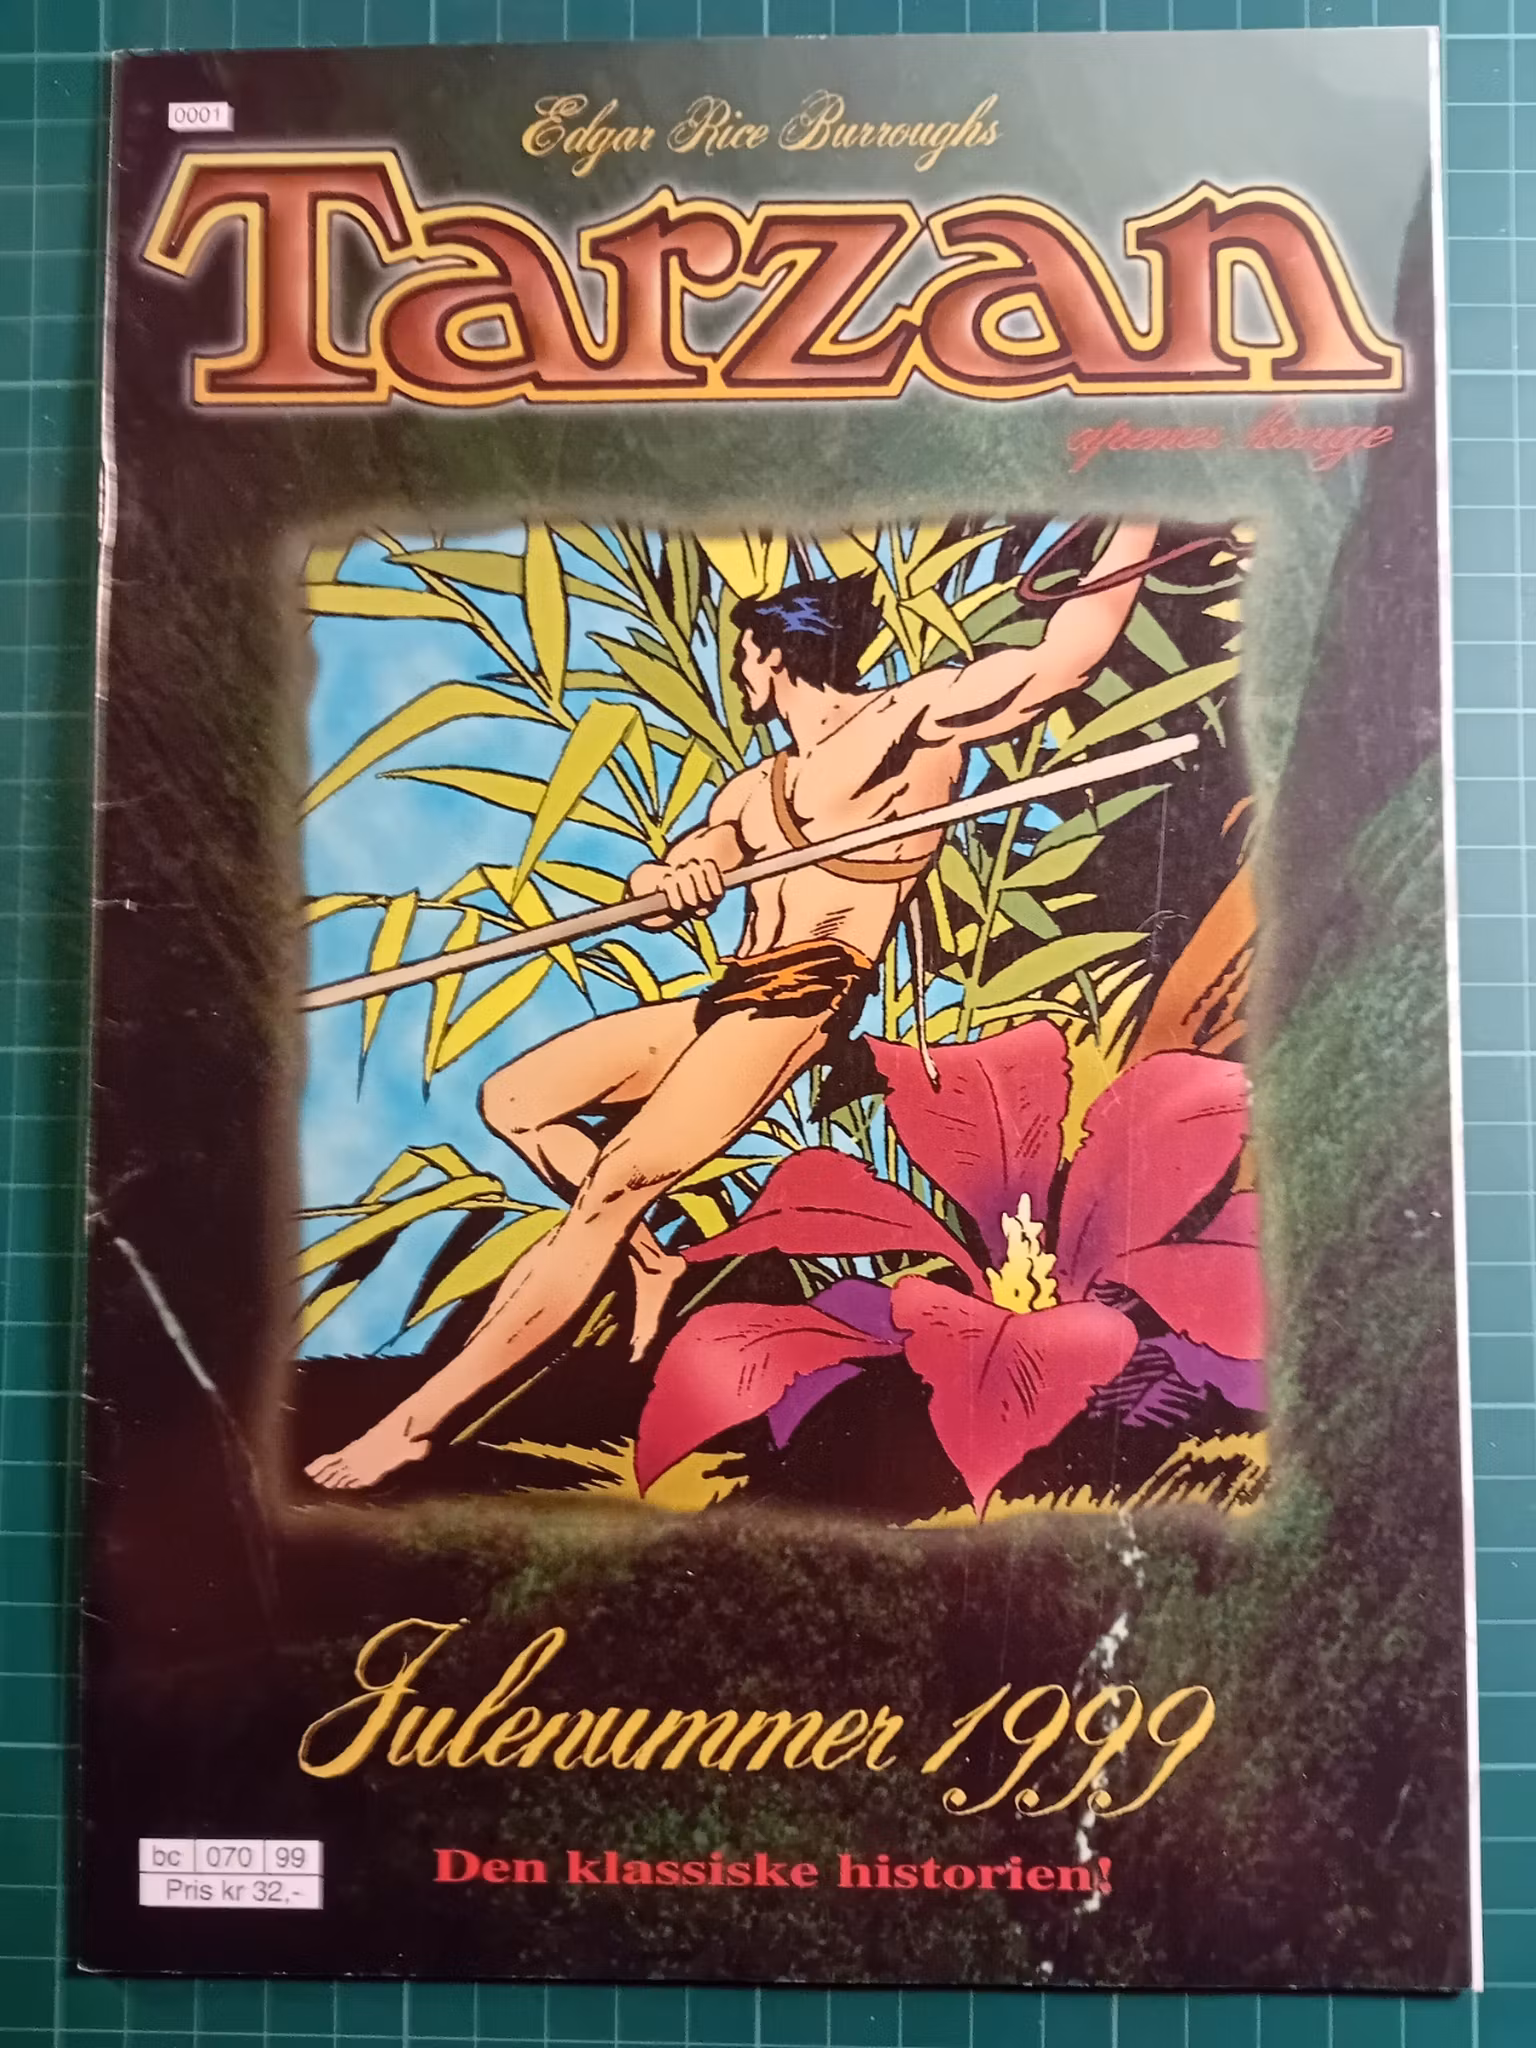 0001
Edgar Rice Burroughs
Tarzan
apenes konge
Julenummer 1999
Den klassiske historien!
bc 070 99
Pris kr 32,-